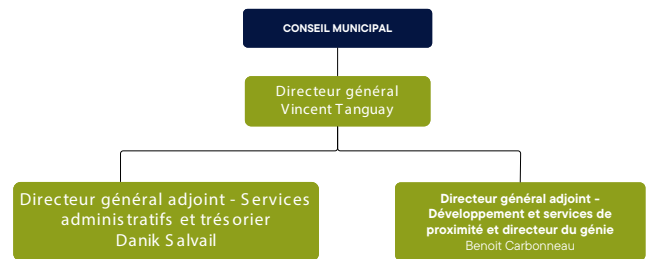 CONSEIL MUNICIPAL
Directeur général
Vincent Tanguay
Directeur général adjoint - Services
administratifs et trésorier
Danik Salvail
Directeur général adjoint -
Développement et services de
proximité et directeur du génie
Benoit Carbonneau